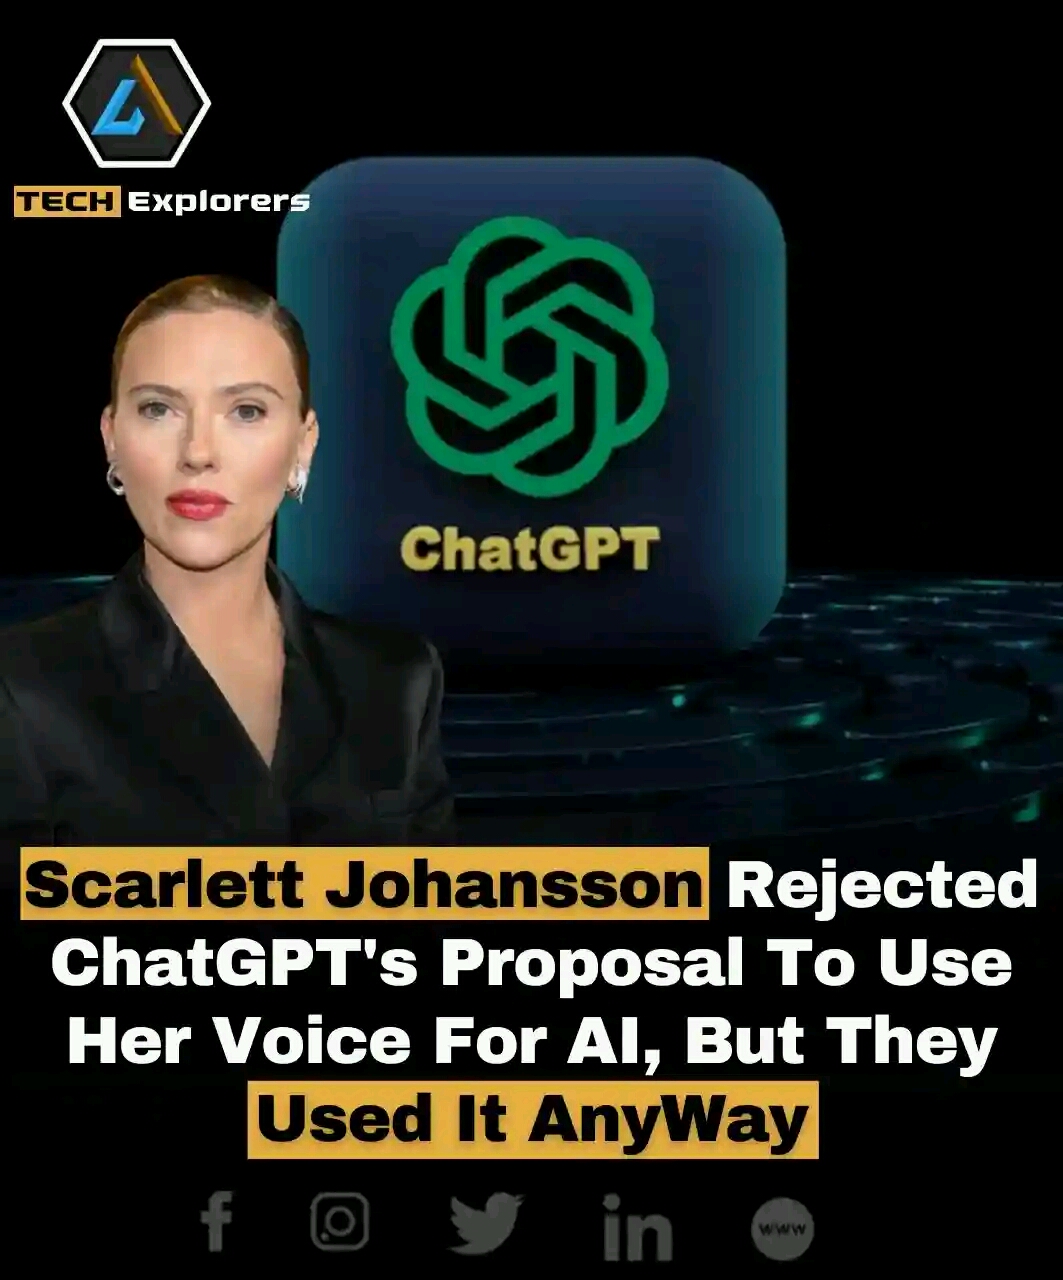 TECH Explorers
ChatGPT
Scarlett Johansson Rejected
ChatGPT's Proposal To Use
Her Voice For AI, But They
Used It AnyWay
www